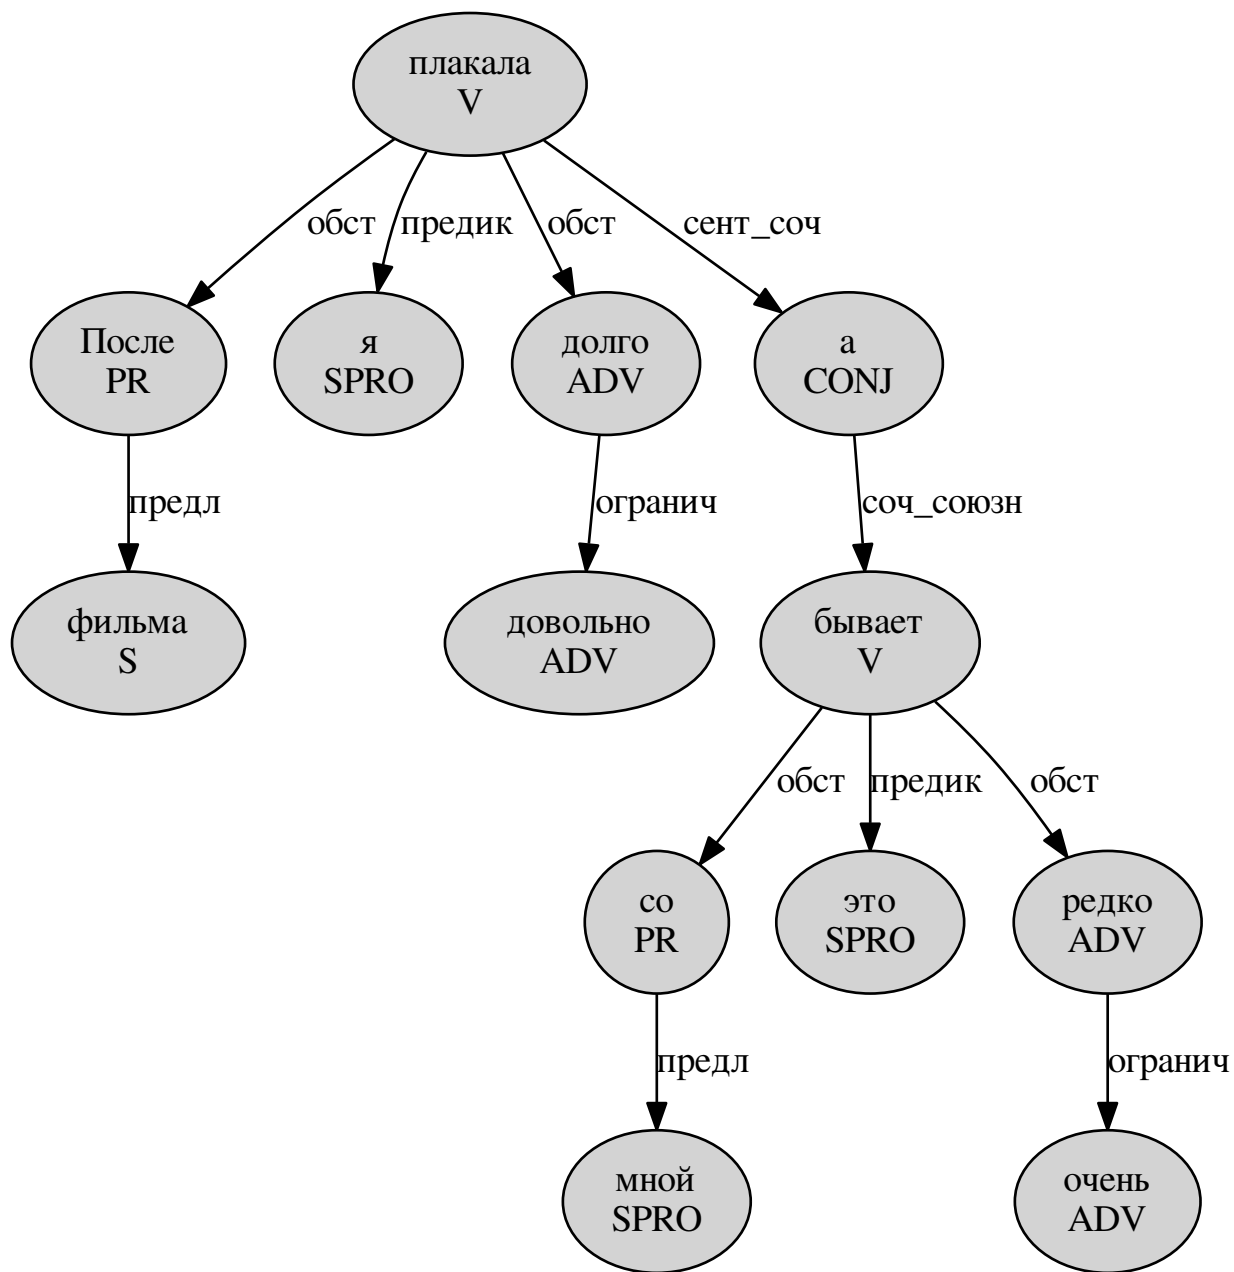 плакала
V
обст
предик
обст
сент_соч
После
PR
я
SPRO
долго
ADV
а
CONJ
предл
огранич
соч_союзн
фильма
S
довольно
ADV
бывает
V
обст
предик
обст
со
PR
это
SPRO
редко
ADV
предл
огранич
мной
SPRO
очень
ADV